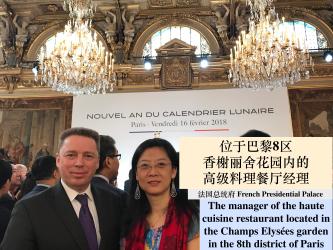 NOUVEL AN DU CALENDRIER LUNAIRE
Paris - Vendredi 16 février 2018
位于巴黎8区
香榭丽舍花园内的
高级料理餐厅经理
法国总统府 French Presidential Palace
The manager of the haute
cuisine restaurant located in
the Champs Elysées garden
in the 8th district of Paris